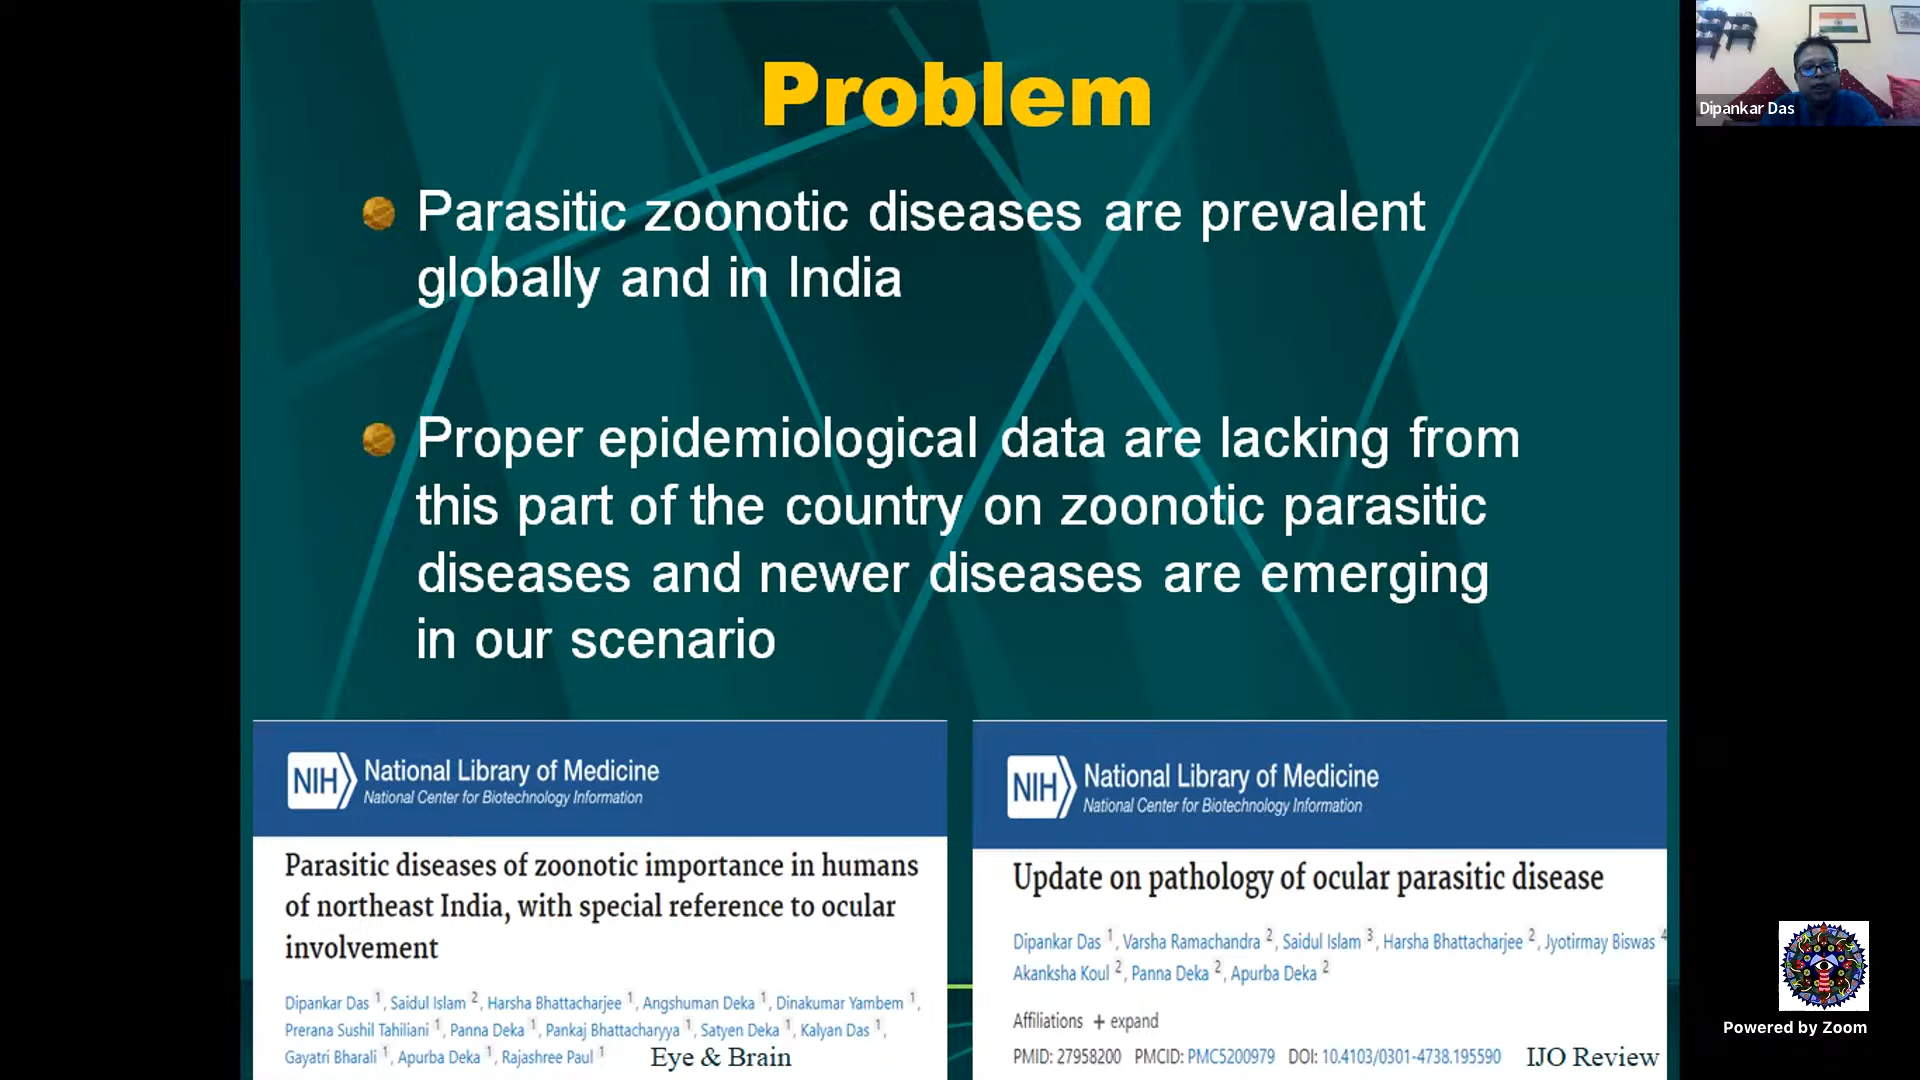 Problem
Parasitic zoonotic diseases are prevalent
globally and in India
Proper epidemiological data are lacking from
this part of the country on zoonotic parasitic
diseases and newer diseases are emerging
in our scenario
NIH National Library of Medicine
National Center for Biotechnology Information
Parasitic diseases of zoonotic importance in humans
of northeast India, with special reference to ocular
involvement
Dipankar Das 1, Saidul Islam 2, Harsha Bhattacharjee 1, Angshuman Deka 1, Dinakumar Yambem 1,
Prerana Sushil Tahiliani 1, Panna Deka 1, Pankaj Bhattacharyya 1, Satyen Deka 1, Kalyan Das 1,
Gayatri Bharali 1, Apurba Deka 1, Rajashree Paul 1
Eye & Brain
NIH National Library of Medicine
National Center for Biotechnology Information
Update on pathology of ocular parasitic disease
Dipankar Das 1, Varsha Ramachandra 2, Saidul Islam 3, Harsha Bhattacharjee 2, Jyotirmay Biswas 4
Akanksha Koul 2, Panna Deka 2, Apurba Deka 2
Affiliations + expand
PMID: 27958200 PMCID: PMC5200979 DOI: 10.4103/0301-4738.195590
IJO Review
Dipankar Das
Powered by Zoom